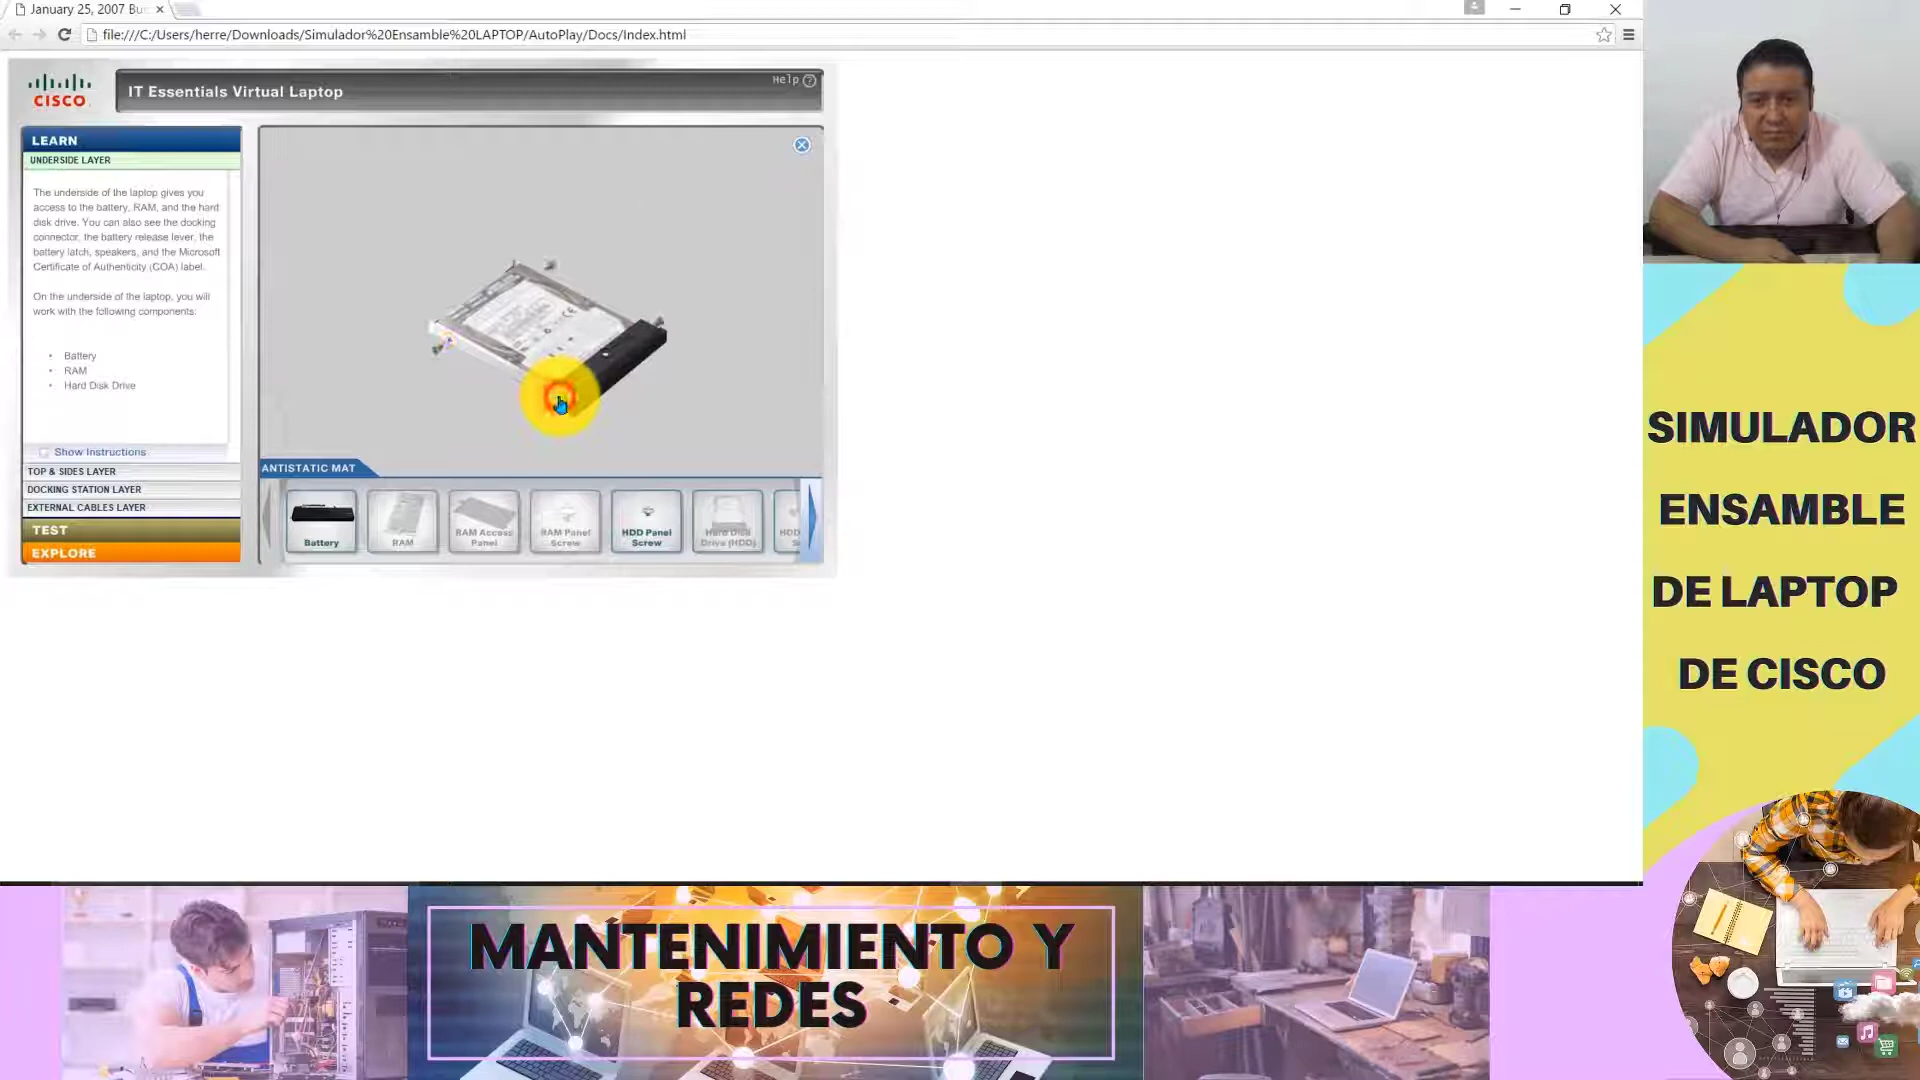 January 25, 2007 Bu
file:///C:/Users/herre/Downloads/Simulador%20Ensamble%20LAPTOP/AutoPlay/Docs/Index.html
CISCO
IT Essentials Virtual Laptop
Help ?
LEARN
UNDERSIDE LAYER
The underside of the laptop gives you
access to the battery, RAM, and the hard
disk drive. You can also see the docking
connector, the battery release lever, the
battery latch, speakers, and the Microsoft
Certificate of Authenticity (COA) label.
On the underside of the laptop, you will
work with the following components:
• Battery
• RAM
• Hard Disk Drive
Show Instructions
TOP & SIDES LAYER
DOCKING STATION LAYER
EXTERNAL CABLES LAYER
TEST
EXPLORE
ANTISTATIC MAT
Battery
RAM
RAM Access
Panel
RAM Panel
Screw
HDD Panel
Screw
Hard Disk
Drive (HDD)
HDD
S
SIMULADOR
ENSAMBLE
DE LAPTOP
DE CISCO
MANTENIMIENTO Y
REDES